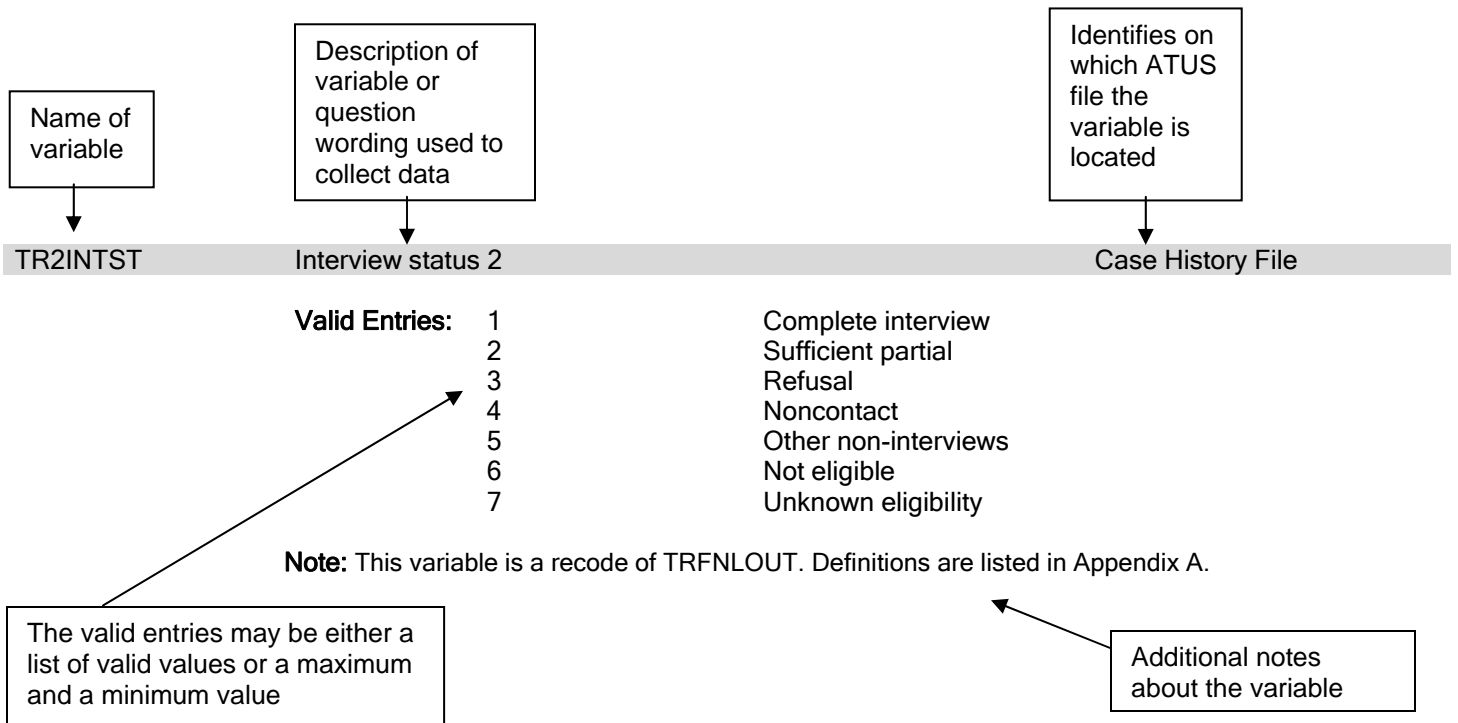 Name of
variable
Description of
variable or
question
wording used to
collect data
Identifies on
which ATUS
file the
variable is
located
TR2INTST Interview status 2 Case History File
Valid Entries: 1 Complete interview
2 Sufficient partial
3 Refusal
4 Noncontact
5 Other non-interviews
6 Not eligible
7 Unknown eligibility
Note: This variable is a recode of TRFNLOUT. Definitions are listed in Appendix A.
The valid entries may be either a
list of valid values or a maximum
and a minimum value
Additional notes
about the variable